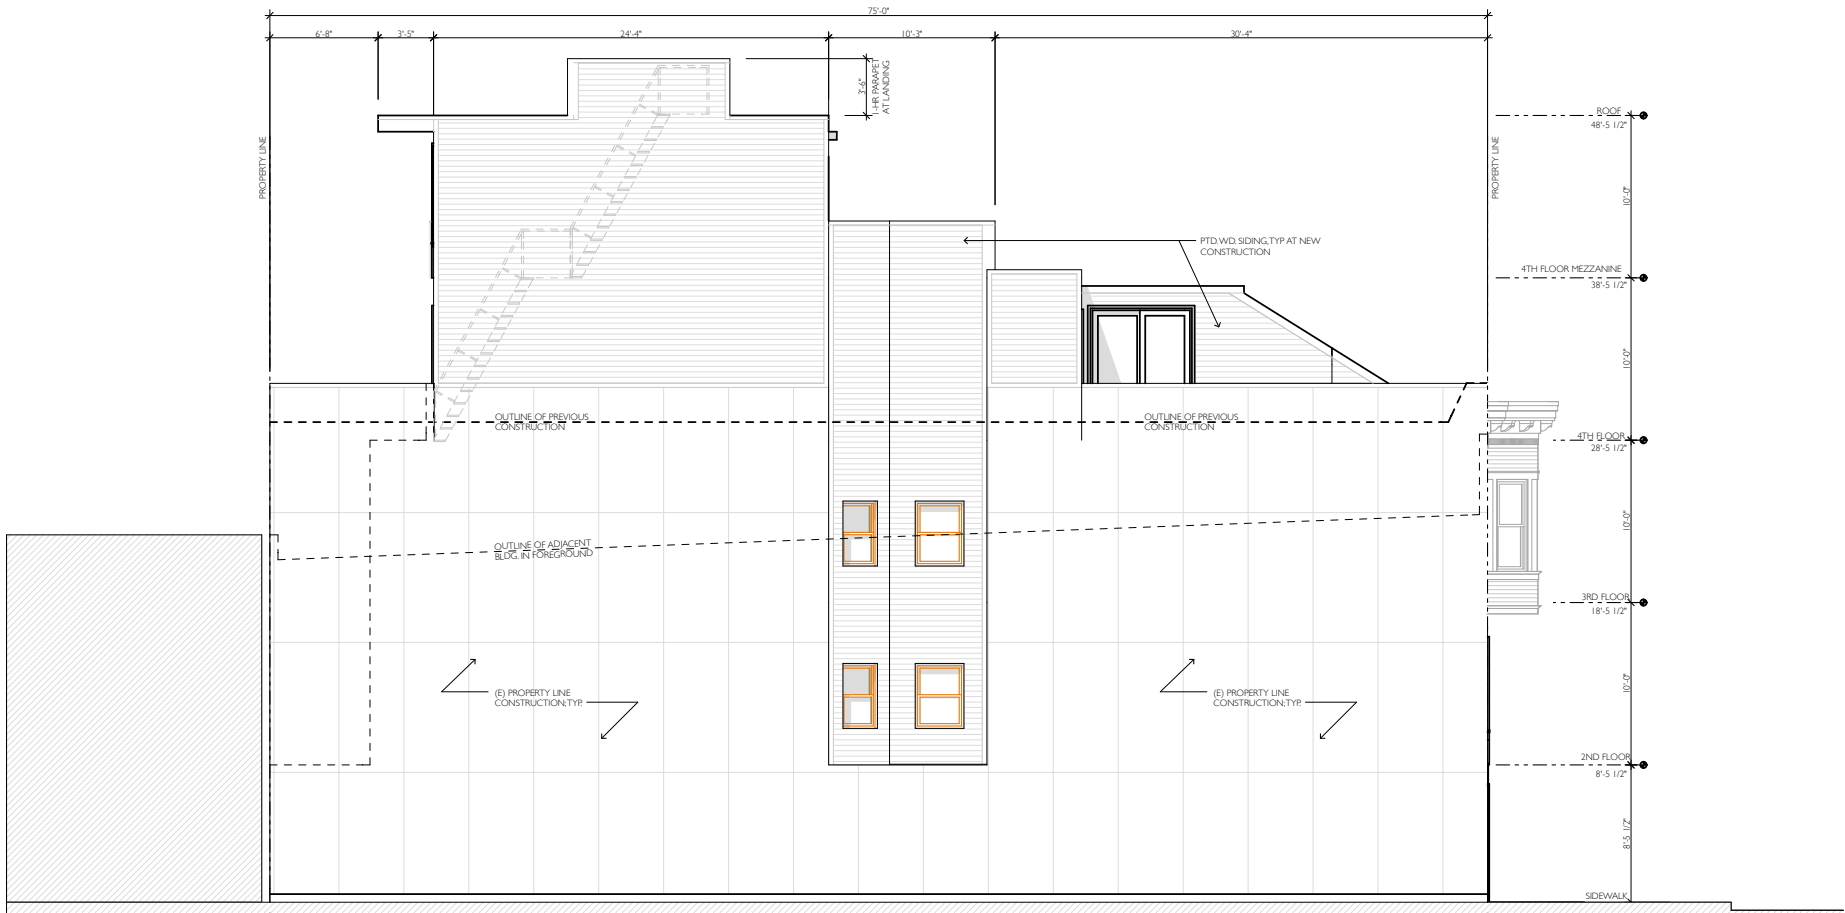 75'-0"
6'-8"
3'-5"
24'-4"
10'-3"
30'-4"
3'-6"
1-HR PARAPET
AT LANDING
PROPERTY LINE
PROPERTY LINE
ROOF
48'-5 1/2"
10'-0"
PTD. WD. SIDING, TYP AT NEW
CONSTRUCTION
4TH FLOOR MEZZANINE
38'-5 1/2"
10'-0"
OUTLINE OF PREVIOUS
CONSTRUCTION
OUTLINE OF PREVIOUS
CONSTRUCTION
4TH FLOOR
28'-5 1/2"
10'-0"
OUTLINE OF ADJACENT
BLDG. IN FOREGROUND
3RD FLOOR
18'-5 1/2"
10'-0"
(E) PROPERTY LINE
CONSTRUCTION; TYP.
(E) PROPERTY LINE
CONSTRUCTION; TYP.
2ND FLOOR
8'-5 1/2"
8'-5 1/2"
SIDEWALK